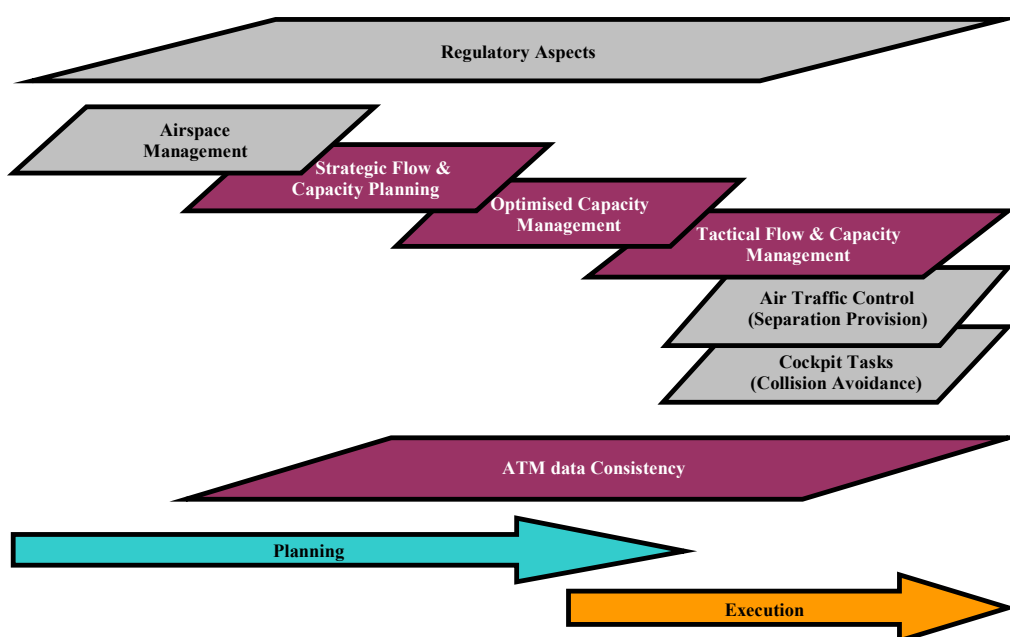 Regulatory Aspects
Airspace
Management
Strategic Flow &
Capacity Planning
Optimised Capacity
Management
Tactical Flow & Capacity
Management
Air Traffic Control
(Separation Provision)
Cockpit Tasks
(Collision Avoidance)
ATM data Consistency
Planning
Execution